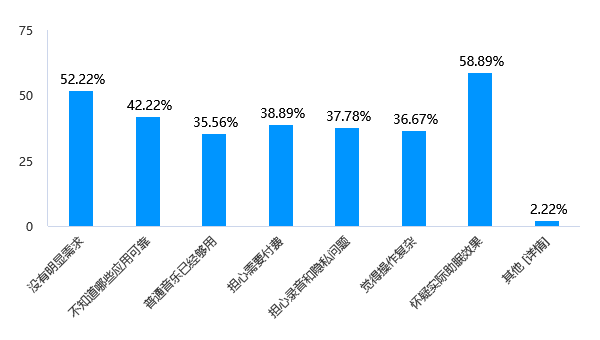 75
50
25
0
52.22%
42.22%
35.56%
38.89%
37.78%
36.67%
58.89%
2.22%
没有明显需求
不知道哪些应用可靠
普通音乐已经够用
担心需要付费
担心录音和隐私问题
觉得操作复杂
怀疑实际助眠效果
其他 [详情]